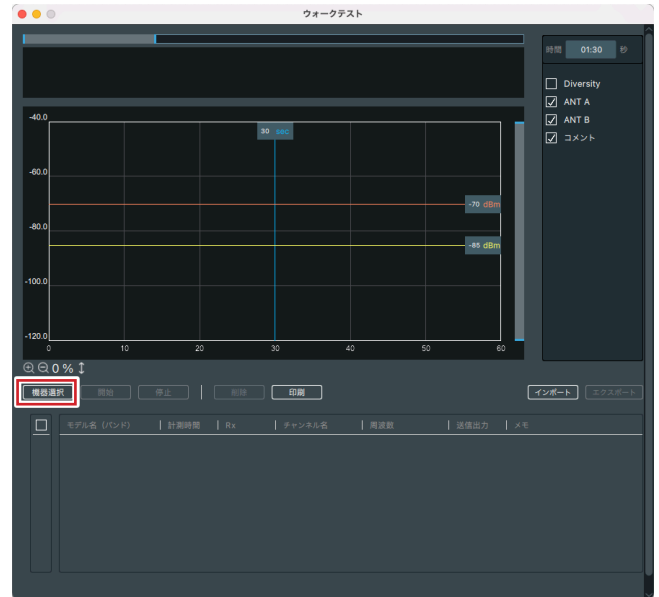 ウォークテスト
時間 01:30 秒
Diversity
ANT A
ANT B
コメント
-40.0
30 sec
-60.0
-70 dBm
-80.0
-85 dBm
-100.0
-120.0
0 10 20 30 40 50 60
0 %
機器選択 開始 停止 削除 印刷 インポート エクスポート
モデル名（バンド） 計測時間 Rx チャンネル名 周波数 送信出力 メモ